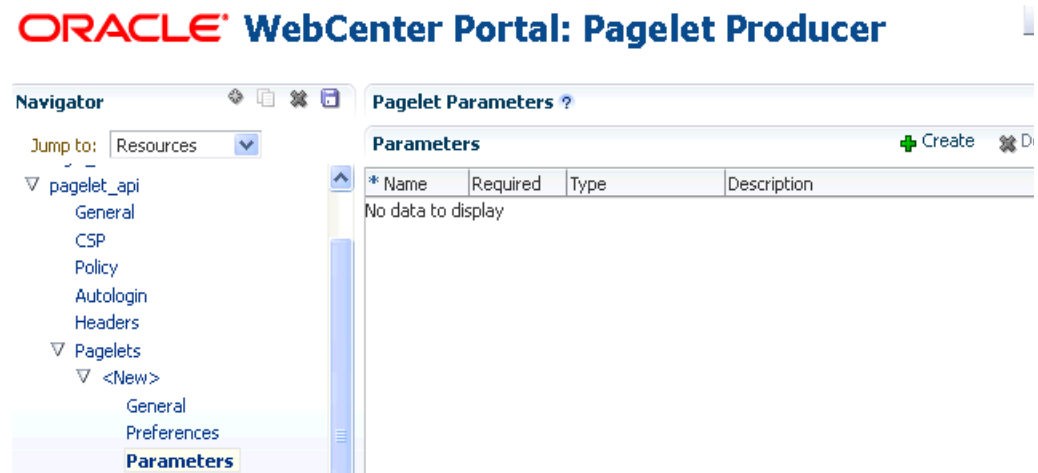 ORACLE WebCenter Portal: Pagelet Producer
Navigator
Jump to: Resources
pagelet_api
General
CSP
Policy
Autologin
Headers
Pagelets
<New>
General
Preferences
Parameters
Pagelet Parameters ?
Parameters Create
* Name Required Type Description
No data to display